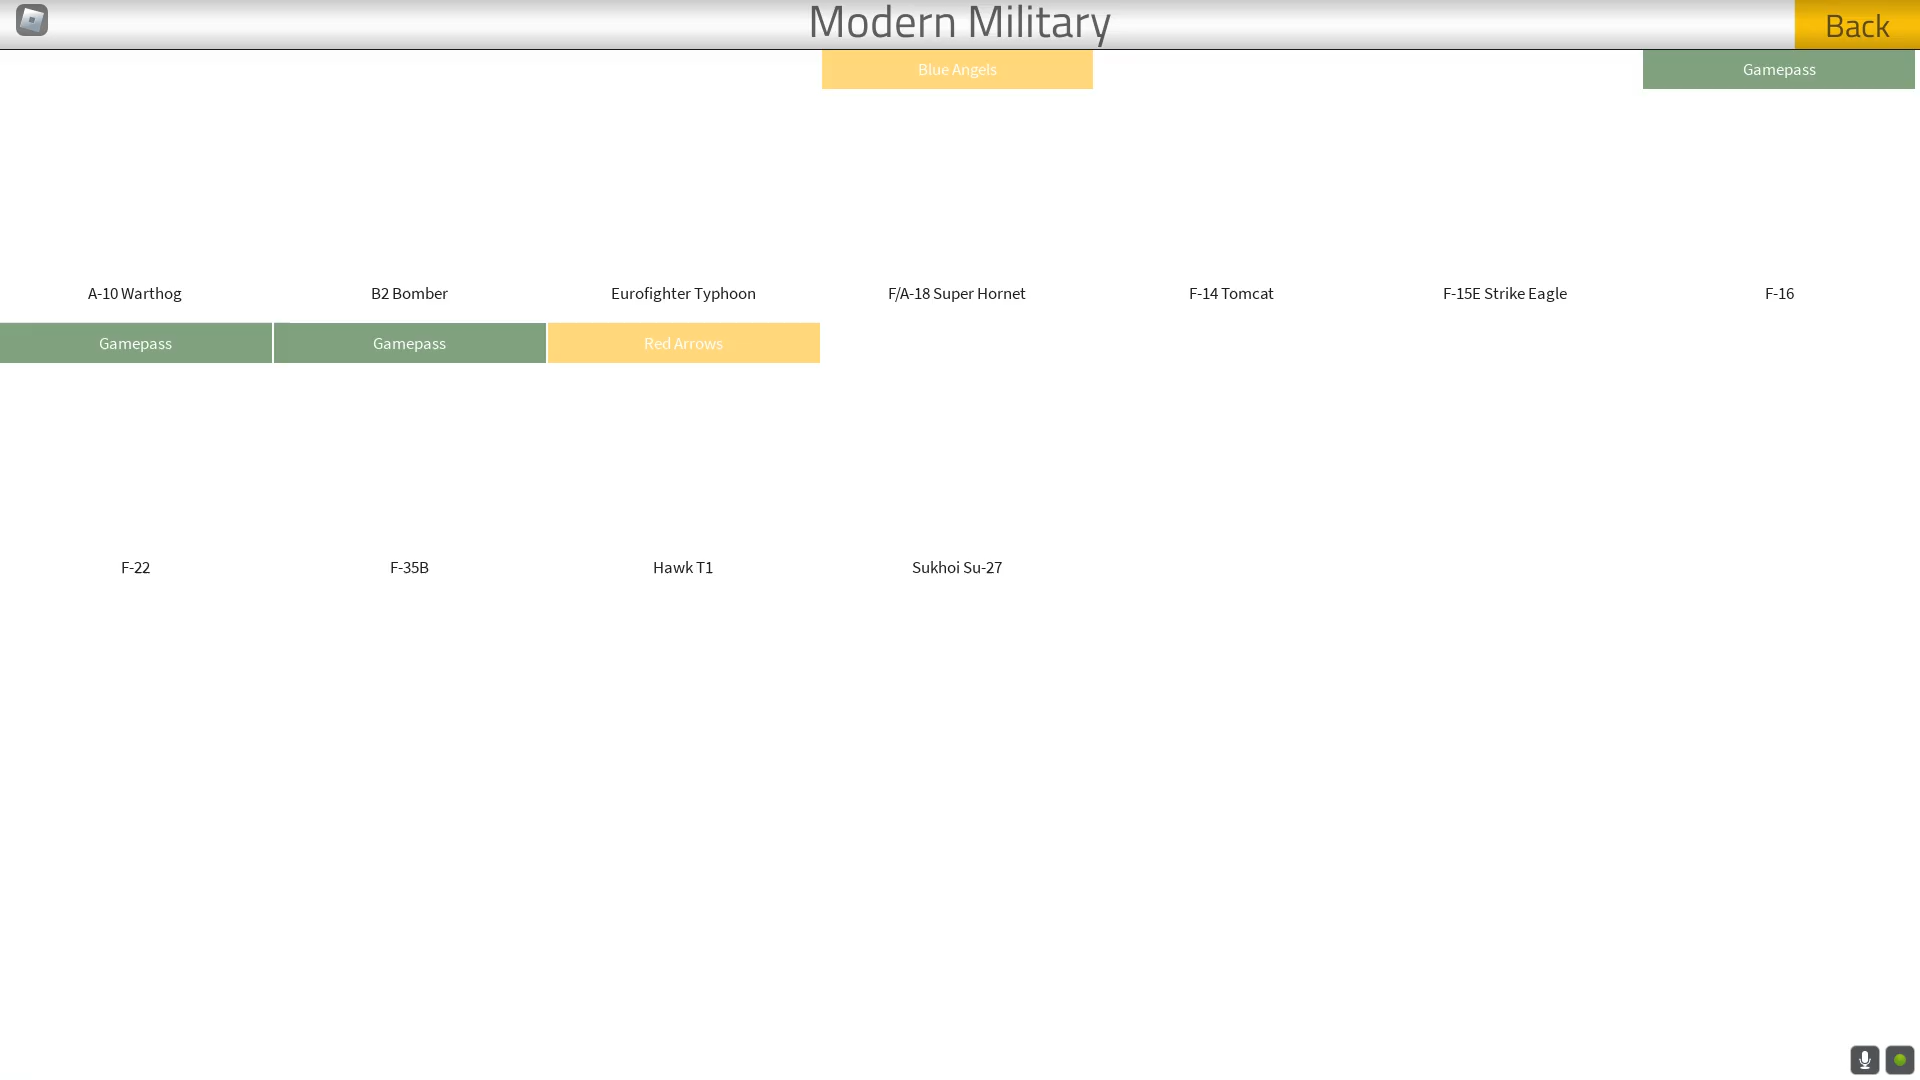 Modern Military
Back
Blue Angels
Gamepass
A-10 Warthog
B2 Bomber
Eurofighter Typhoon
F/A-18 Super Hornet
F-14 Tomcat
F-15E Strike Eagle
F-16
Gamepass
Gamepass
Red Arrows
F-22
F-35B
Hawk T1
Sukhoi Su-27